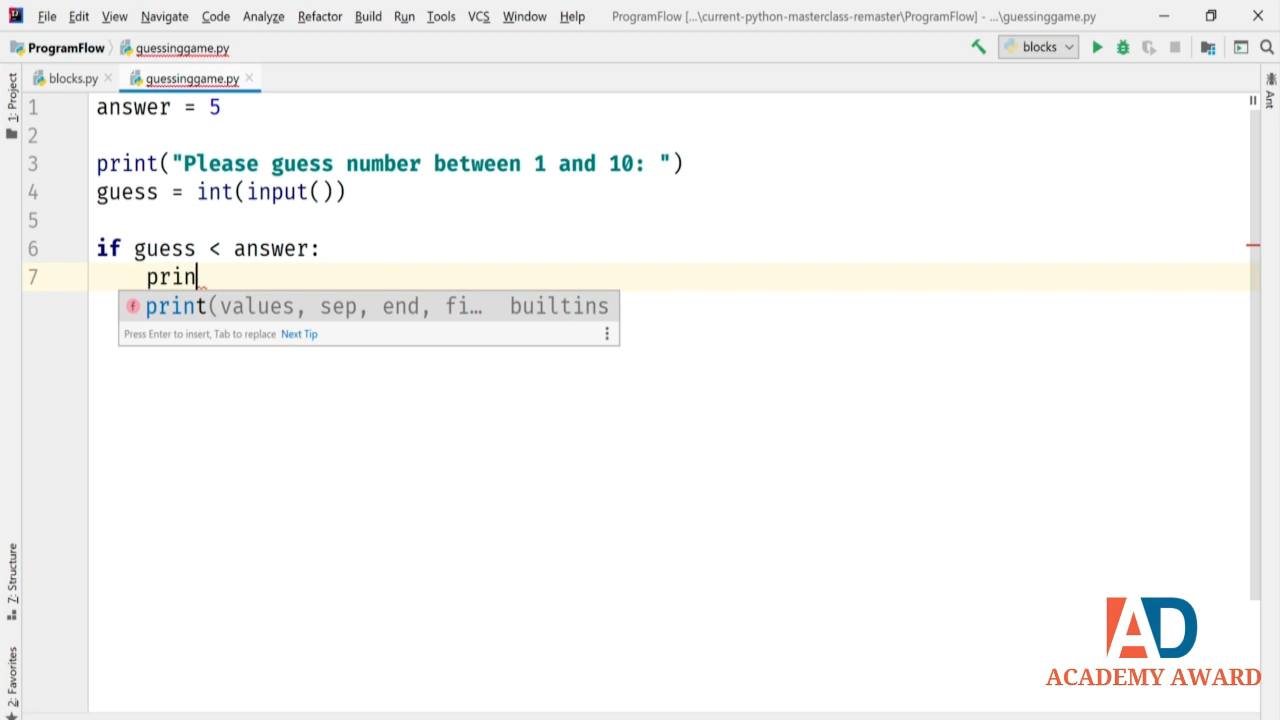 File Edit View Navigate Code Analyze Refactor Build Run Tools VCS Window Help ProgramFlow [...\ument-python-masterclass-remaster\ProgramFlow] - ...\guessinggame.py
ProgramFlow guessinggame.py blocks
blocks.py guessinggame.py
1: Project
Ant
1 answer = 5
2
3 print("Please guess number between 1 and 10: ")
4 guess = int(input())
5
6 if guess < answer:
7 prin
f print(values, sep, end, fi... builtins
Press Enter to insert, Tab to replace Next Tip
Z: Structure
2: Favorites
AD
ACADEMY AWARD